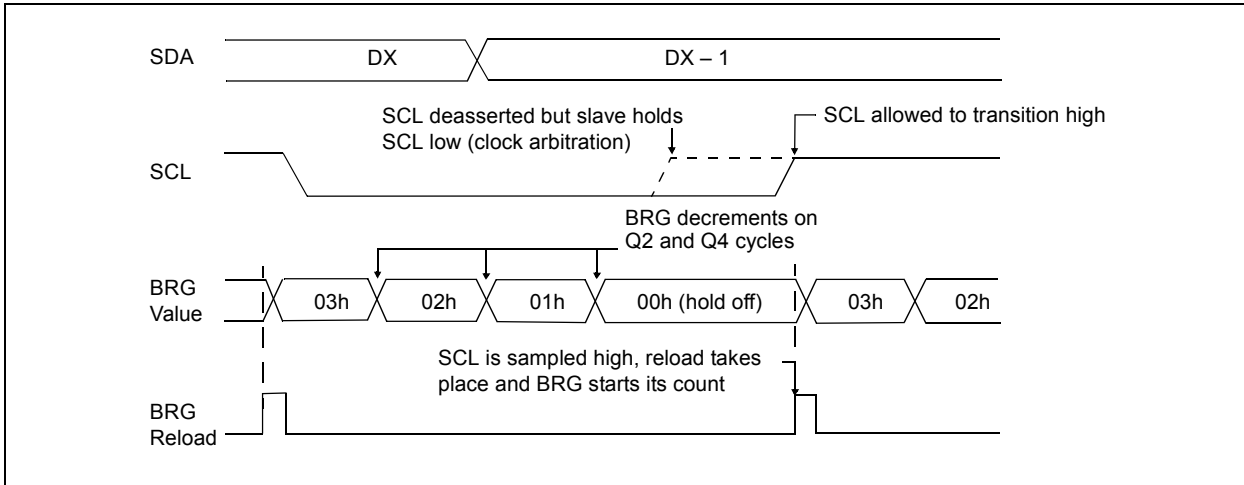 SDA
DX
DX – 1
SCL deasserted but slave holds
SCL low (clock arbitration)
SCL allowed to transition high
SCL
BRG decrements on
Q2 and Q4 cycles
BRG
Value
03h
02h
01h
00h (hold off)
03h
02h
SCL is sampled high, reload takes
place and BRG starts its count
BRG
Reload